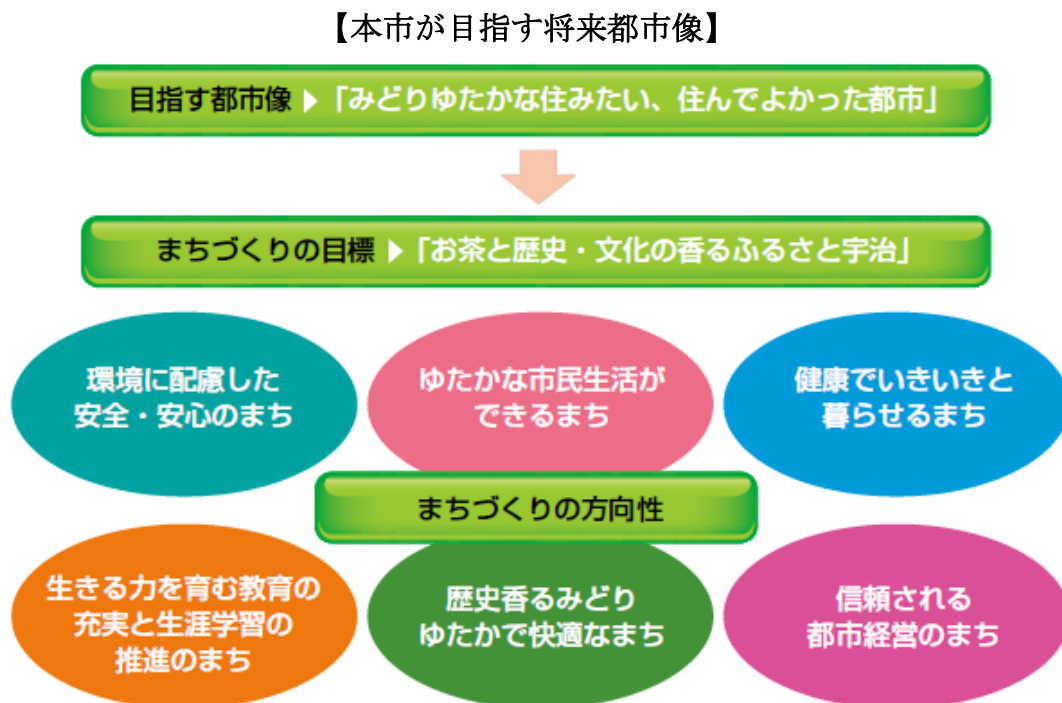 【本市が目指す将来都市像】
目指す都市像 ▶ 「みどりゆたかな住みたい、住んでよかった都市」
まちづくりの目標 ▶ 「お茶と歴史・文化の香るふるさと宇治」
環境に配慮した
安全・安心のまち
ゆたかな市民生活が
できるまち
健康でいきいきと
暮らせるまち
まちづくりの方向性
生きる力を育む教育の
充実と生涯学習の
推進のまち
歴史香るみどり
ゆたかで快適なまち
信頼される
都市経営のまち